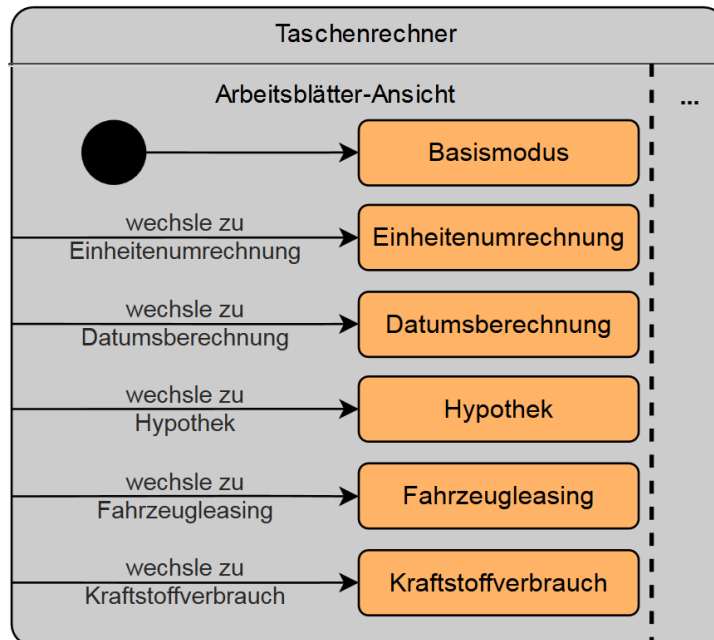 Taschenrechner
Arbeitsblätter-Ansicht
...
Basismodus
wechsle zu
Einheitenumrechnung
Einheitenumrechnung
wechsle zu
Datumsberechnung
Datumsberechnung
wechsle zu
Hypothek
Hypothek
wechsle zu
Fahrzeugleasing
Fahrzeugleasing
wechsle zu
Kraftstoffverbrauch
Kraftstoffverbrauch